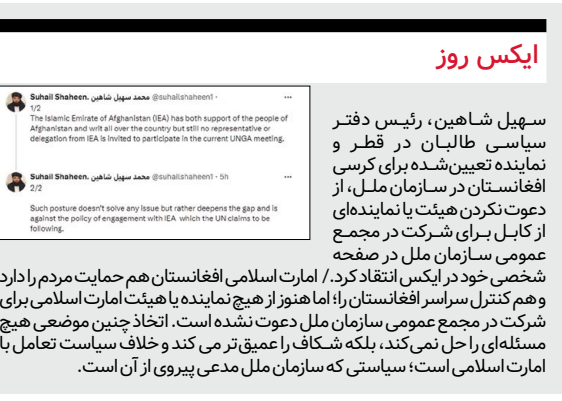 ایکس روز
Suhail Shaheen. محمد سهیل شاهین @suhailshaheen1 · ...
1/2
The Islamic Emirate of Afghanistan (IEA) has both support of the people of
Afghanistan and writ all over the country but still no representative or
delegation from IEA is invited to participate in the current UNGA meeting.
Suhail Shaheen. محمد سهیل شاهین @suhailshaheen1 · 5h ...
2/2
Such posture doesn't solve any issue but rather deepens the gap and is
against the policy of engagement with IEA which the UN claims to be
following.
سهیل شاهین، رئیس دفتر
سیاسی طالبان در قطر و
نماینده تعیین‌شده برای کرسی
افغانستان در سازمان ملل، از
دعوت نکردن هیئت یا نماینده‌ای
از کابل برای شرکت در مجمع
عمومی سازمان ملل در صفحه
شخصی خود در ایکس انتقاد کرد./ امارت اسلامی افغانستان هم حمایت مردم را دارد
و هم کنترل سراسر افغانستان را؛ اما هنوز از هیچ نماینده یا هیئت امارت اسلامی برای
شرکت در مجمع عمومی سازمان ملل دعوت نشده است. اتخاذ چنین موضعی هیچ
مسئله‌ای را حل نمی‌کند، بلکه شکاف را عمیق‌تر می کند و خلاف سیاست تعامل با
امارت اسلامی است؛ سیاستی که سازمان ملل مدعی پیروی از آن است.